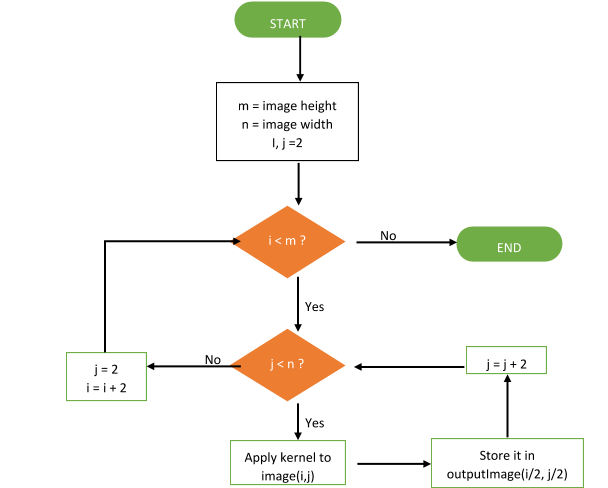 START
m = image height
n = image width
I, j =2
i < m ?
No
END
Yes
j < n ?
No
j = 2
i = i + 2
j = j + 2
Yes
Apply kernel to
image(i,j)
Store it in
outputImage(i/2, j/2)